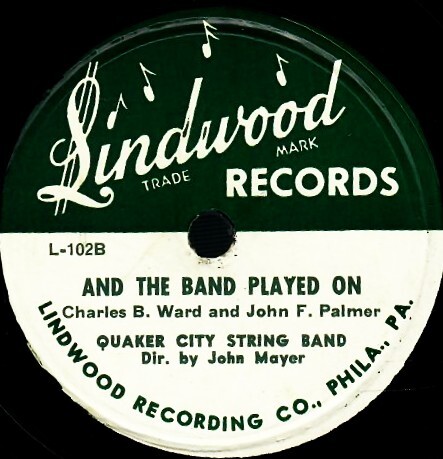 Lindwood
TRADE MARK
RECORDS
L-102B
AND THE BAND PLAYED ON
Charles B. Ward and John F. Palmer
QUAKER CITY STRING BAND
Dir. by John Mayer
LINDWOOD RECORDING CO., PHILA., PA.